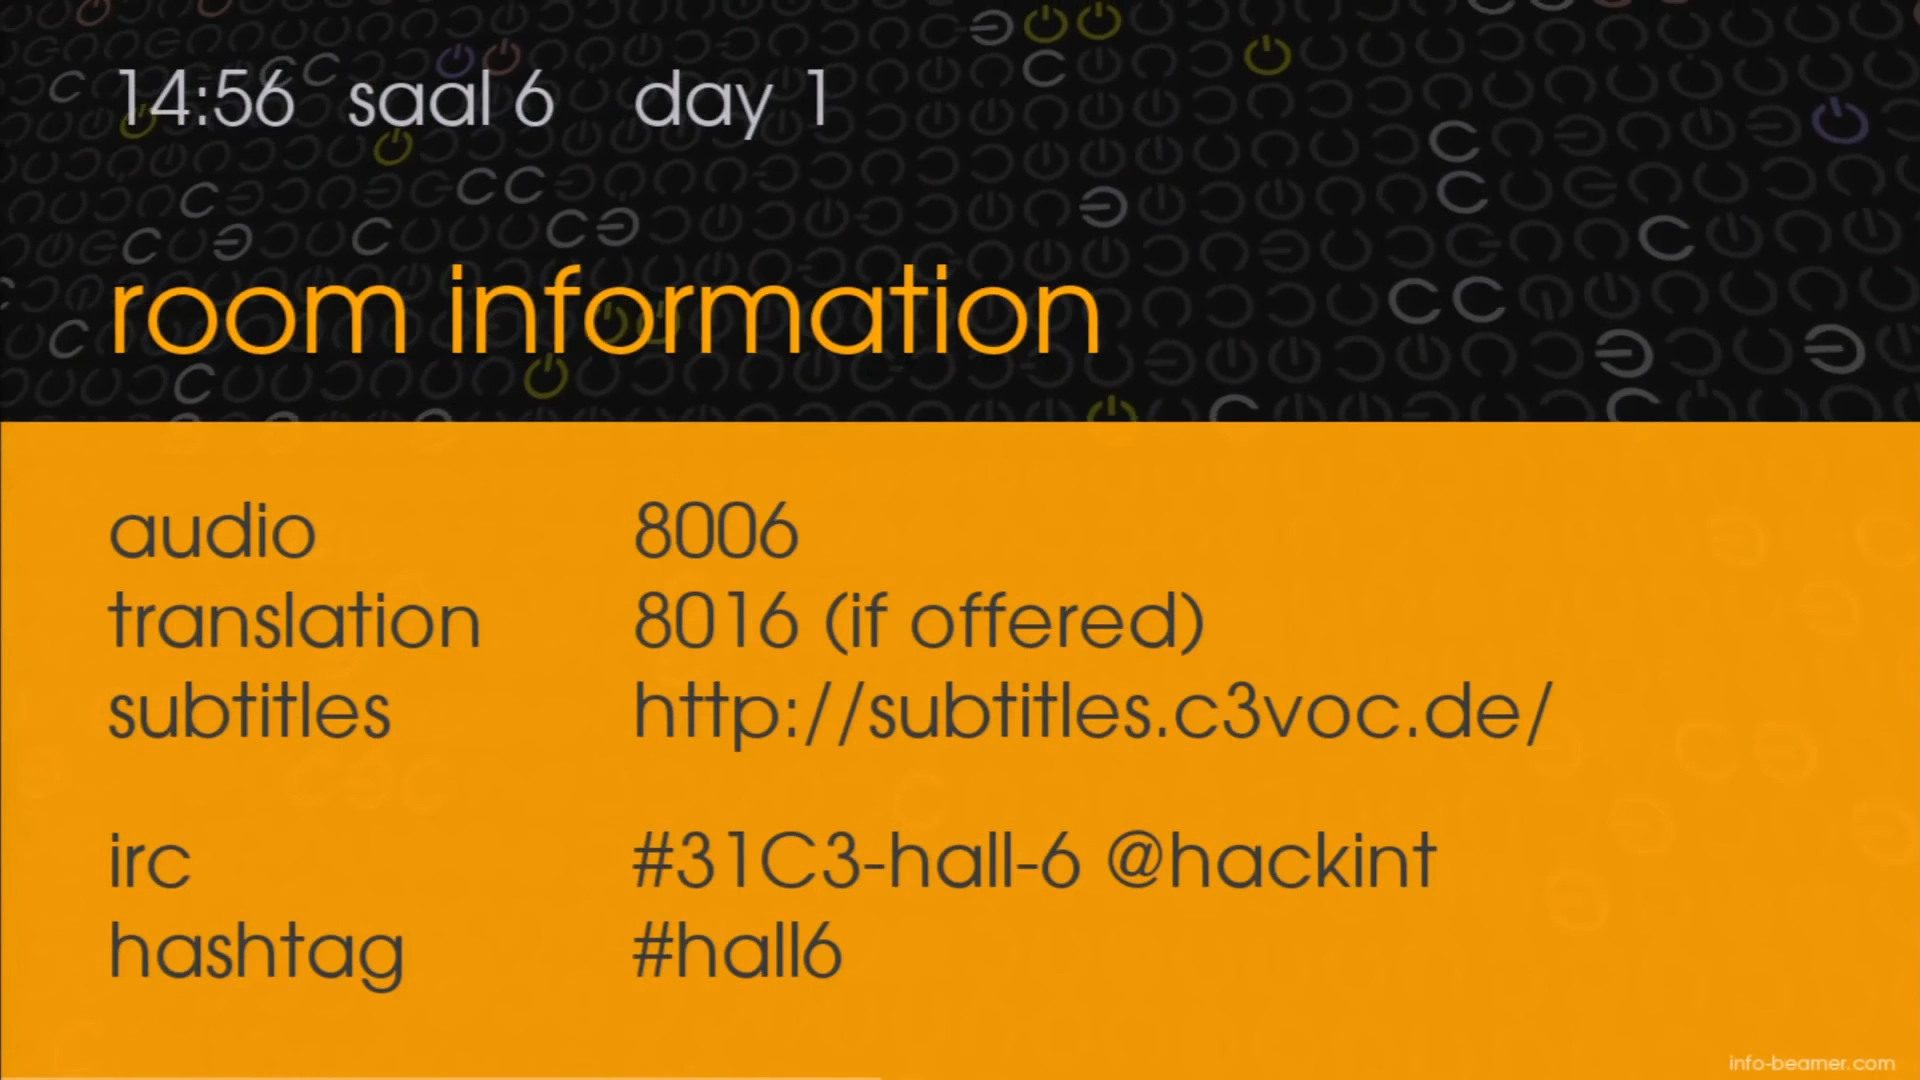 14:56 saal 6 day 1
room information
audio 8006
translation 8016 (if offered)
subtitles http://subtitles.c3voc.de/
irc #31C3-hall-6 @hackint
hashtag #hall6
info-beamer.com